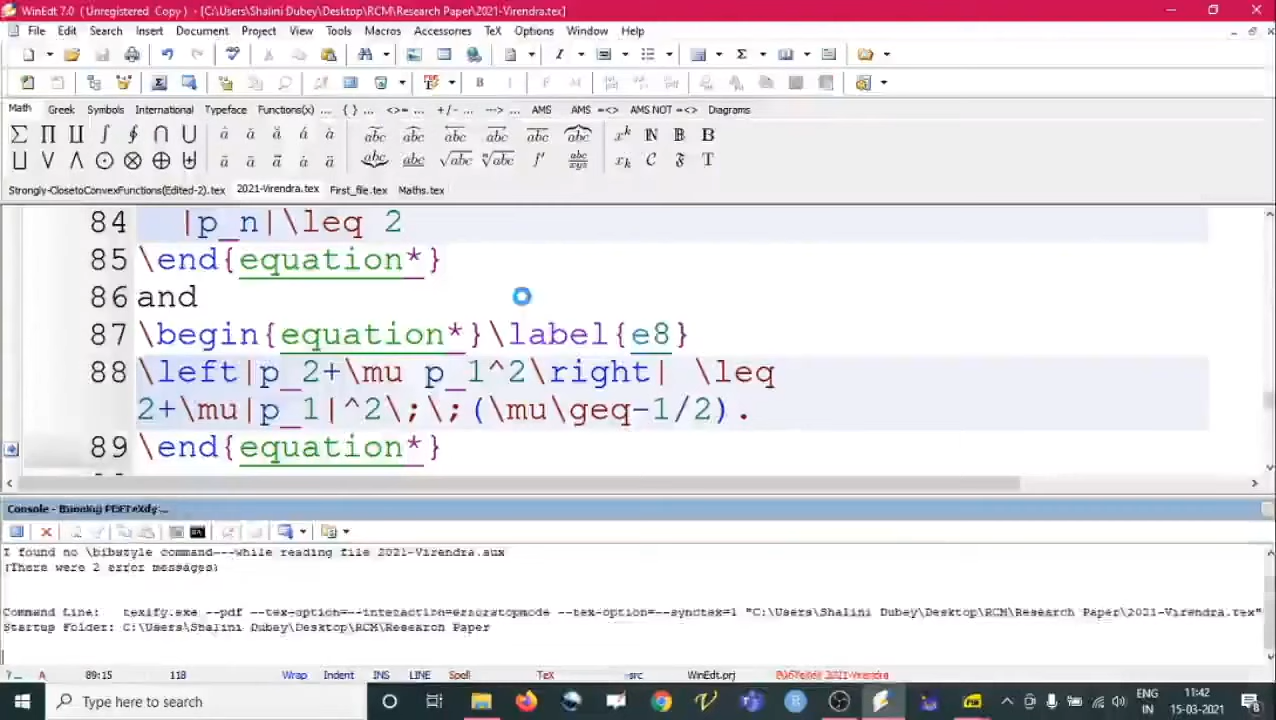 WinEdt 7.0 ( Unregistered Copy ) - [C:\Users\Shalini Dubey\Desktop\RCM\Research Paper\2021-Virendra.tex]
File Edit Search Insert Document Project View Tools Macros Accessories TeX Options Window Help
Math Greek Symbols International Typeface Functions(x) ... { } ... <>= ... +/- ... ---> ... AMS AMS =<> AMS NOT =<> Diagrams
Strongly-ClosetoConvexFunctions(Edited-2).tex 2021-Virendra.tex First_file.tex Maths.tex
84 |p_n|\leq 2
85 \end{equation*}
86 and
87 \begin{equation*}\label{e8}
88 \left|p_2+\mu p_1^2\right| \leq
2+\mu|p_1|^2\;\;(\mu\geq-1/2).
89 \end{equation*}
Console -
I found no \bibstyle command---while reading file 2021-Virendra.aux
(There were 2 error messages)
Command Line: texify.exe --pdf --tex-option=--interaction=errorstopmode --tex-option=--synctex=1 "C:\Users\Shalini Dubey\Desktop\RCM\Research Paper\2021-Virendra.tex"
Startup Folder: C:\Users\Shalini Dubey\Desktop\RCM\Research Paper
A 89:15 118 Wrap Indent INS LINE Spell TeX -src WinEdt.prj
Type here to search
ENG 11:42
IN 15-03-2021